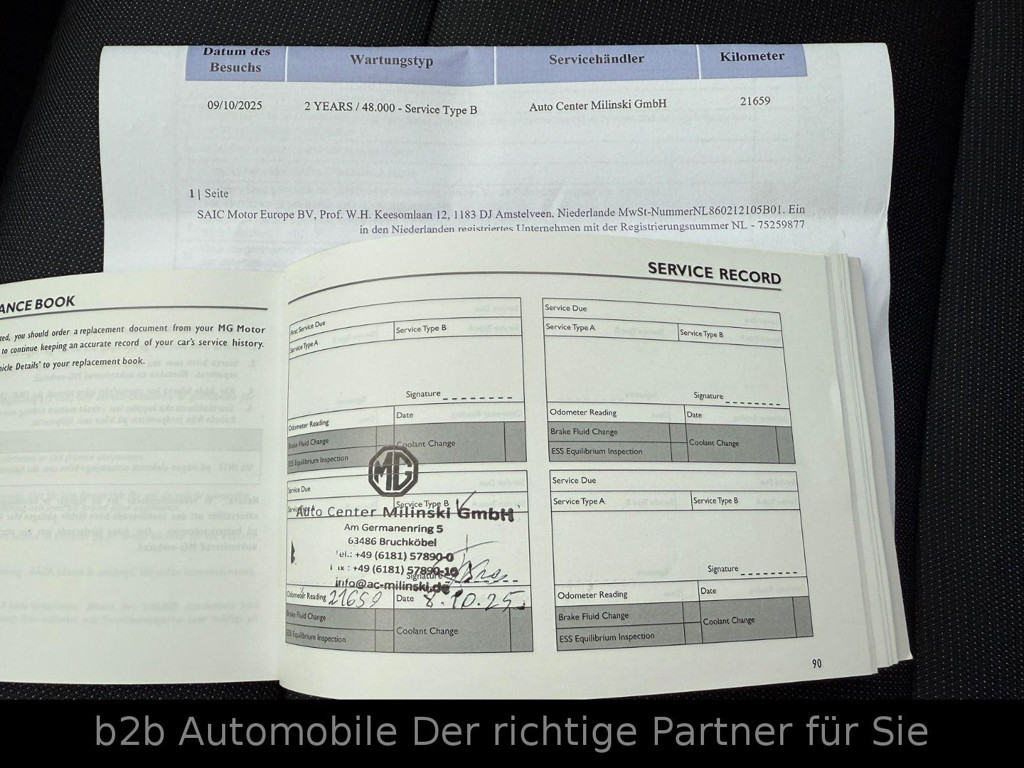 Datum des Besuchs Wartungstyp Servicehändler Kilometer
09/10/2025 2 YEARS / 48.000 - Service Type B Auto Center Milinski GmbH 21659
1 | Seite
SAIC Motor Europe BV, Prof. W.H. Keesomlaan 12, 1183 DJ Amstelveen. Niederlande MwSt-NummerNL860212105B01. Ein
in den Niederlanden registriertes Unternehmen mit der Registrierungsnummer NL - 75259877
ANCE BOOK
you should order a replacement document from your MG Motor
to continue keeping an accurate record of your car's service history.
Details' to your replacement book.
SERVICE RECORD
Service Due
Service Type A Service Type B
Signature
Odometer Reading Date
Brake Fluid Change
Coolant Change
ESS Equilibrium Inspection
Service Due
Service Type A Service Type B
Signature
Odometer Reading Date
Brake Fluid Change
Coolant Change
ESS Equilibrium Inspection
MG
Service Due
Service Type B ✓
Auto Center Milinski GmbH
Am Germanenring 5
63486 Bruchköbel
Tel.: +49 (6181) 57890-0
+49 (6181) 57890-10
Signature
info@ac-milinski.de
Odometer Reading 21659 Date 8.10.25
Brake Fluid Change
Coolant Change
ESS Equilibrium Inspection
Service Due
Service Type A Service Type B
Signature
Odometer Reading Date
Brake Fluid Change
Coolant Change
ESS Equilibrium Inspection
90
b2b Automobile Der richtige Partner für Sie